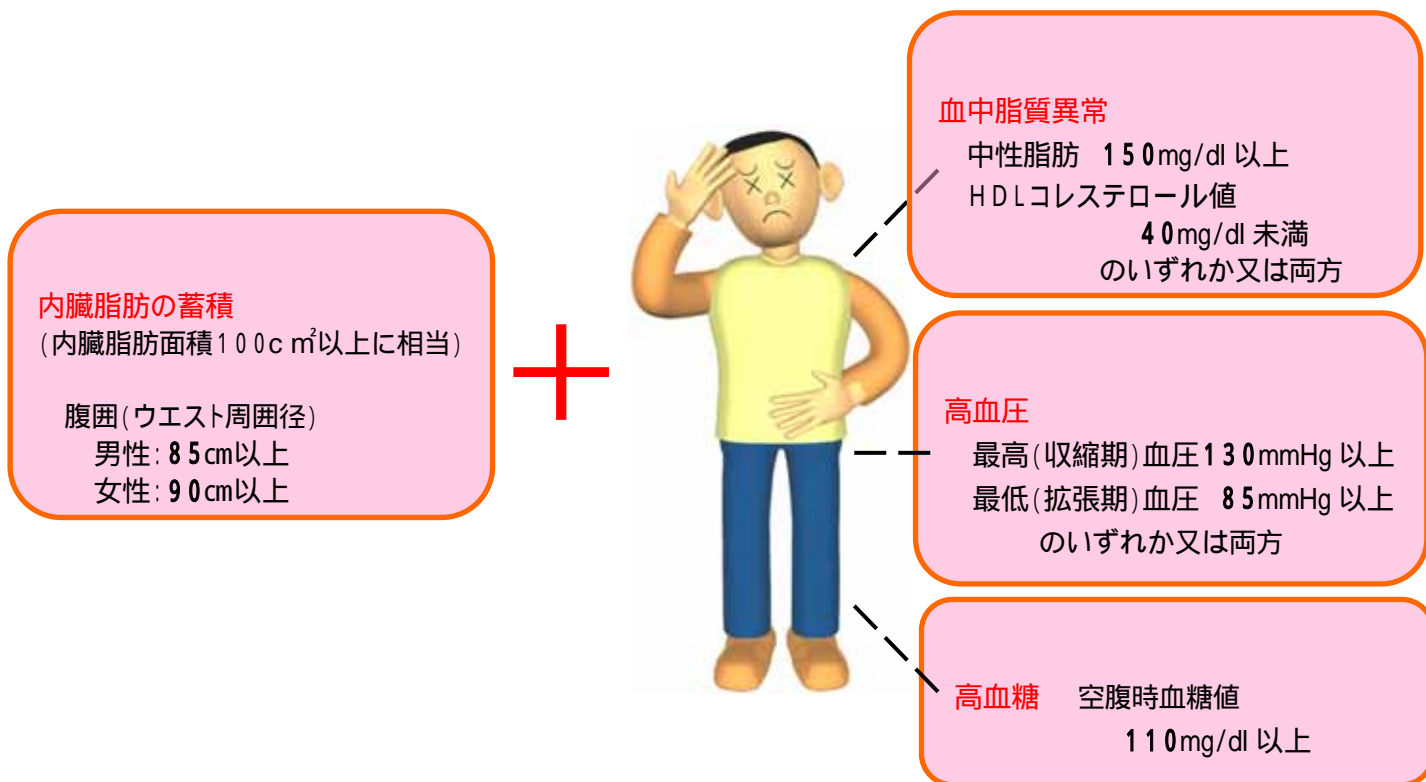 内臓脂肪の蓄積
(内臓脂肪面積100c㎡以上に相当)
腹囲(ウエスト周囲径)
男性:85㎝以上
女性:90㎝以上
血中脂質異常
中性脂肪 150mg/dl 以上
HDLコレステロール値
40mg/dl 未満
のいずれか又は両方
高血圧
最高(収縮期)血圧130mmHg 以上
最低(拡張期)血圧 85mmHg 以上
のいずれか又は両方
高血糖 空腹時血糖値
110mg/dl 以上